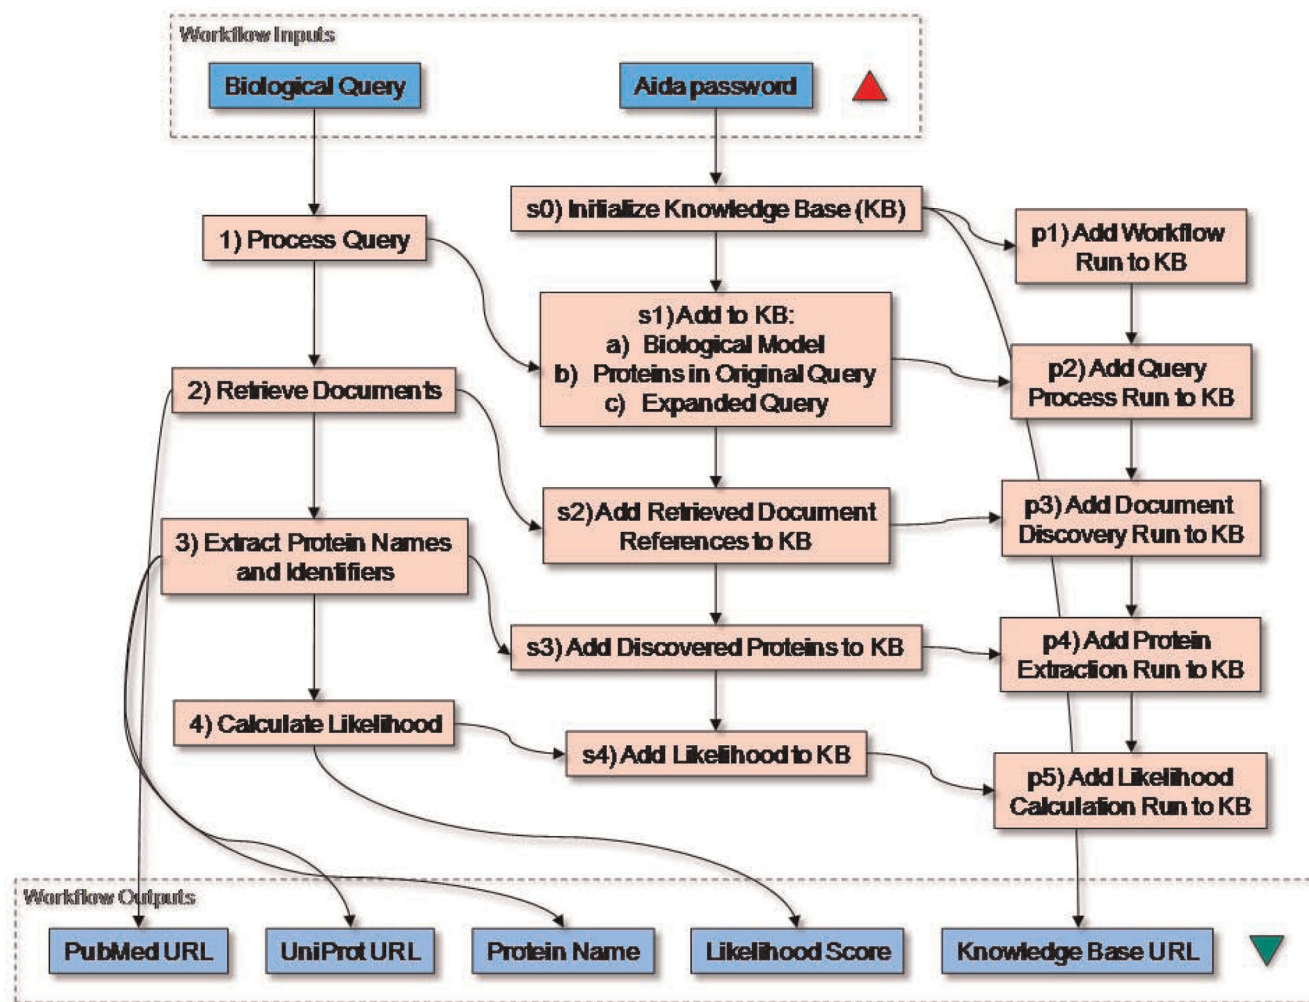 Workflow Inputs
Biological Query
Aida password
s0) Initialize Knowledge Base (KB)
1) Process Query
p1) Add Workflow
Run to KB
s1) Add to KB:
a) Biological Model
b) Proteins in Original Query
c) Expanded Query
p2) Add Query
Process Run to KB
2) Retrieve Documents
s2) Add Retrieved Document
References to KB
p3) Add Document
Discovery Run to KB
3) Extract Protein Names
and Identifiers
s3) Add Discovered Proteins to KB
p4) Add Protein
Extraction Run to KB
4) Calculate Likelihood
s4) Add Likelihood to KB
p5) Add Likelihood
Calculation Run to KB
Workflow Outputs
PubMed URL
UniProt URL
Protein Name
Likelihood Score
Knowledge Base URL